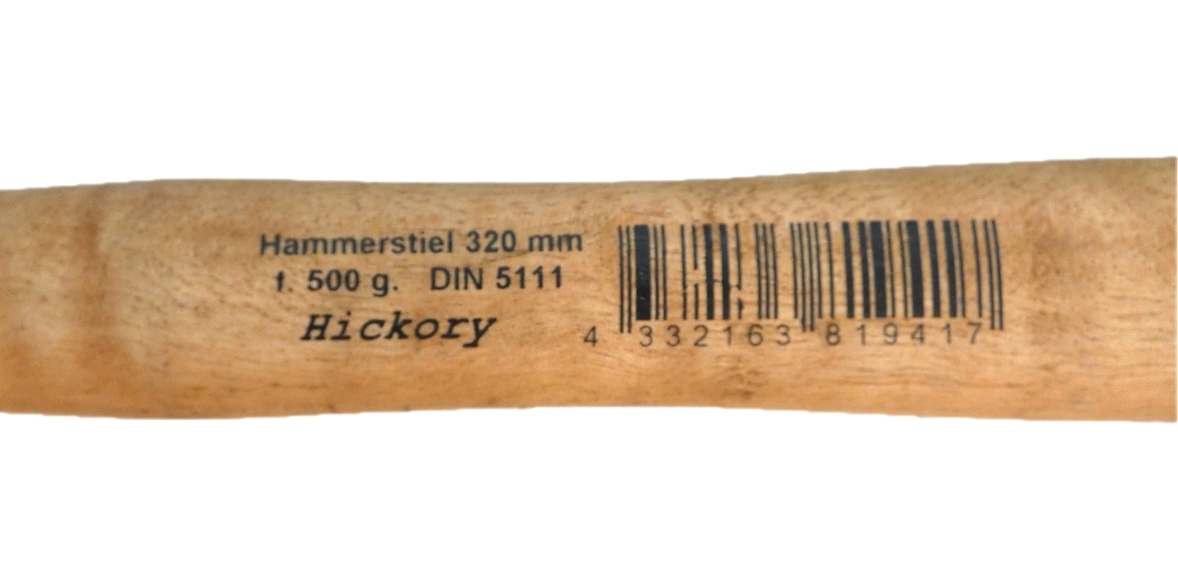 Hammerstiel 320 mm
f. 500 g. DIN 5111
Hickory
4 332163 819417